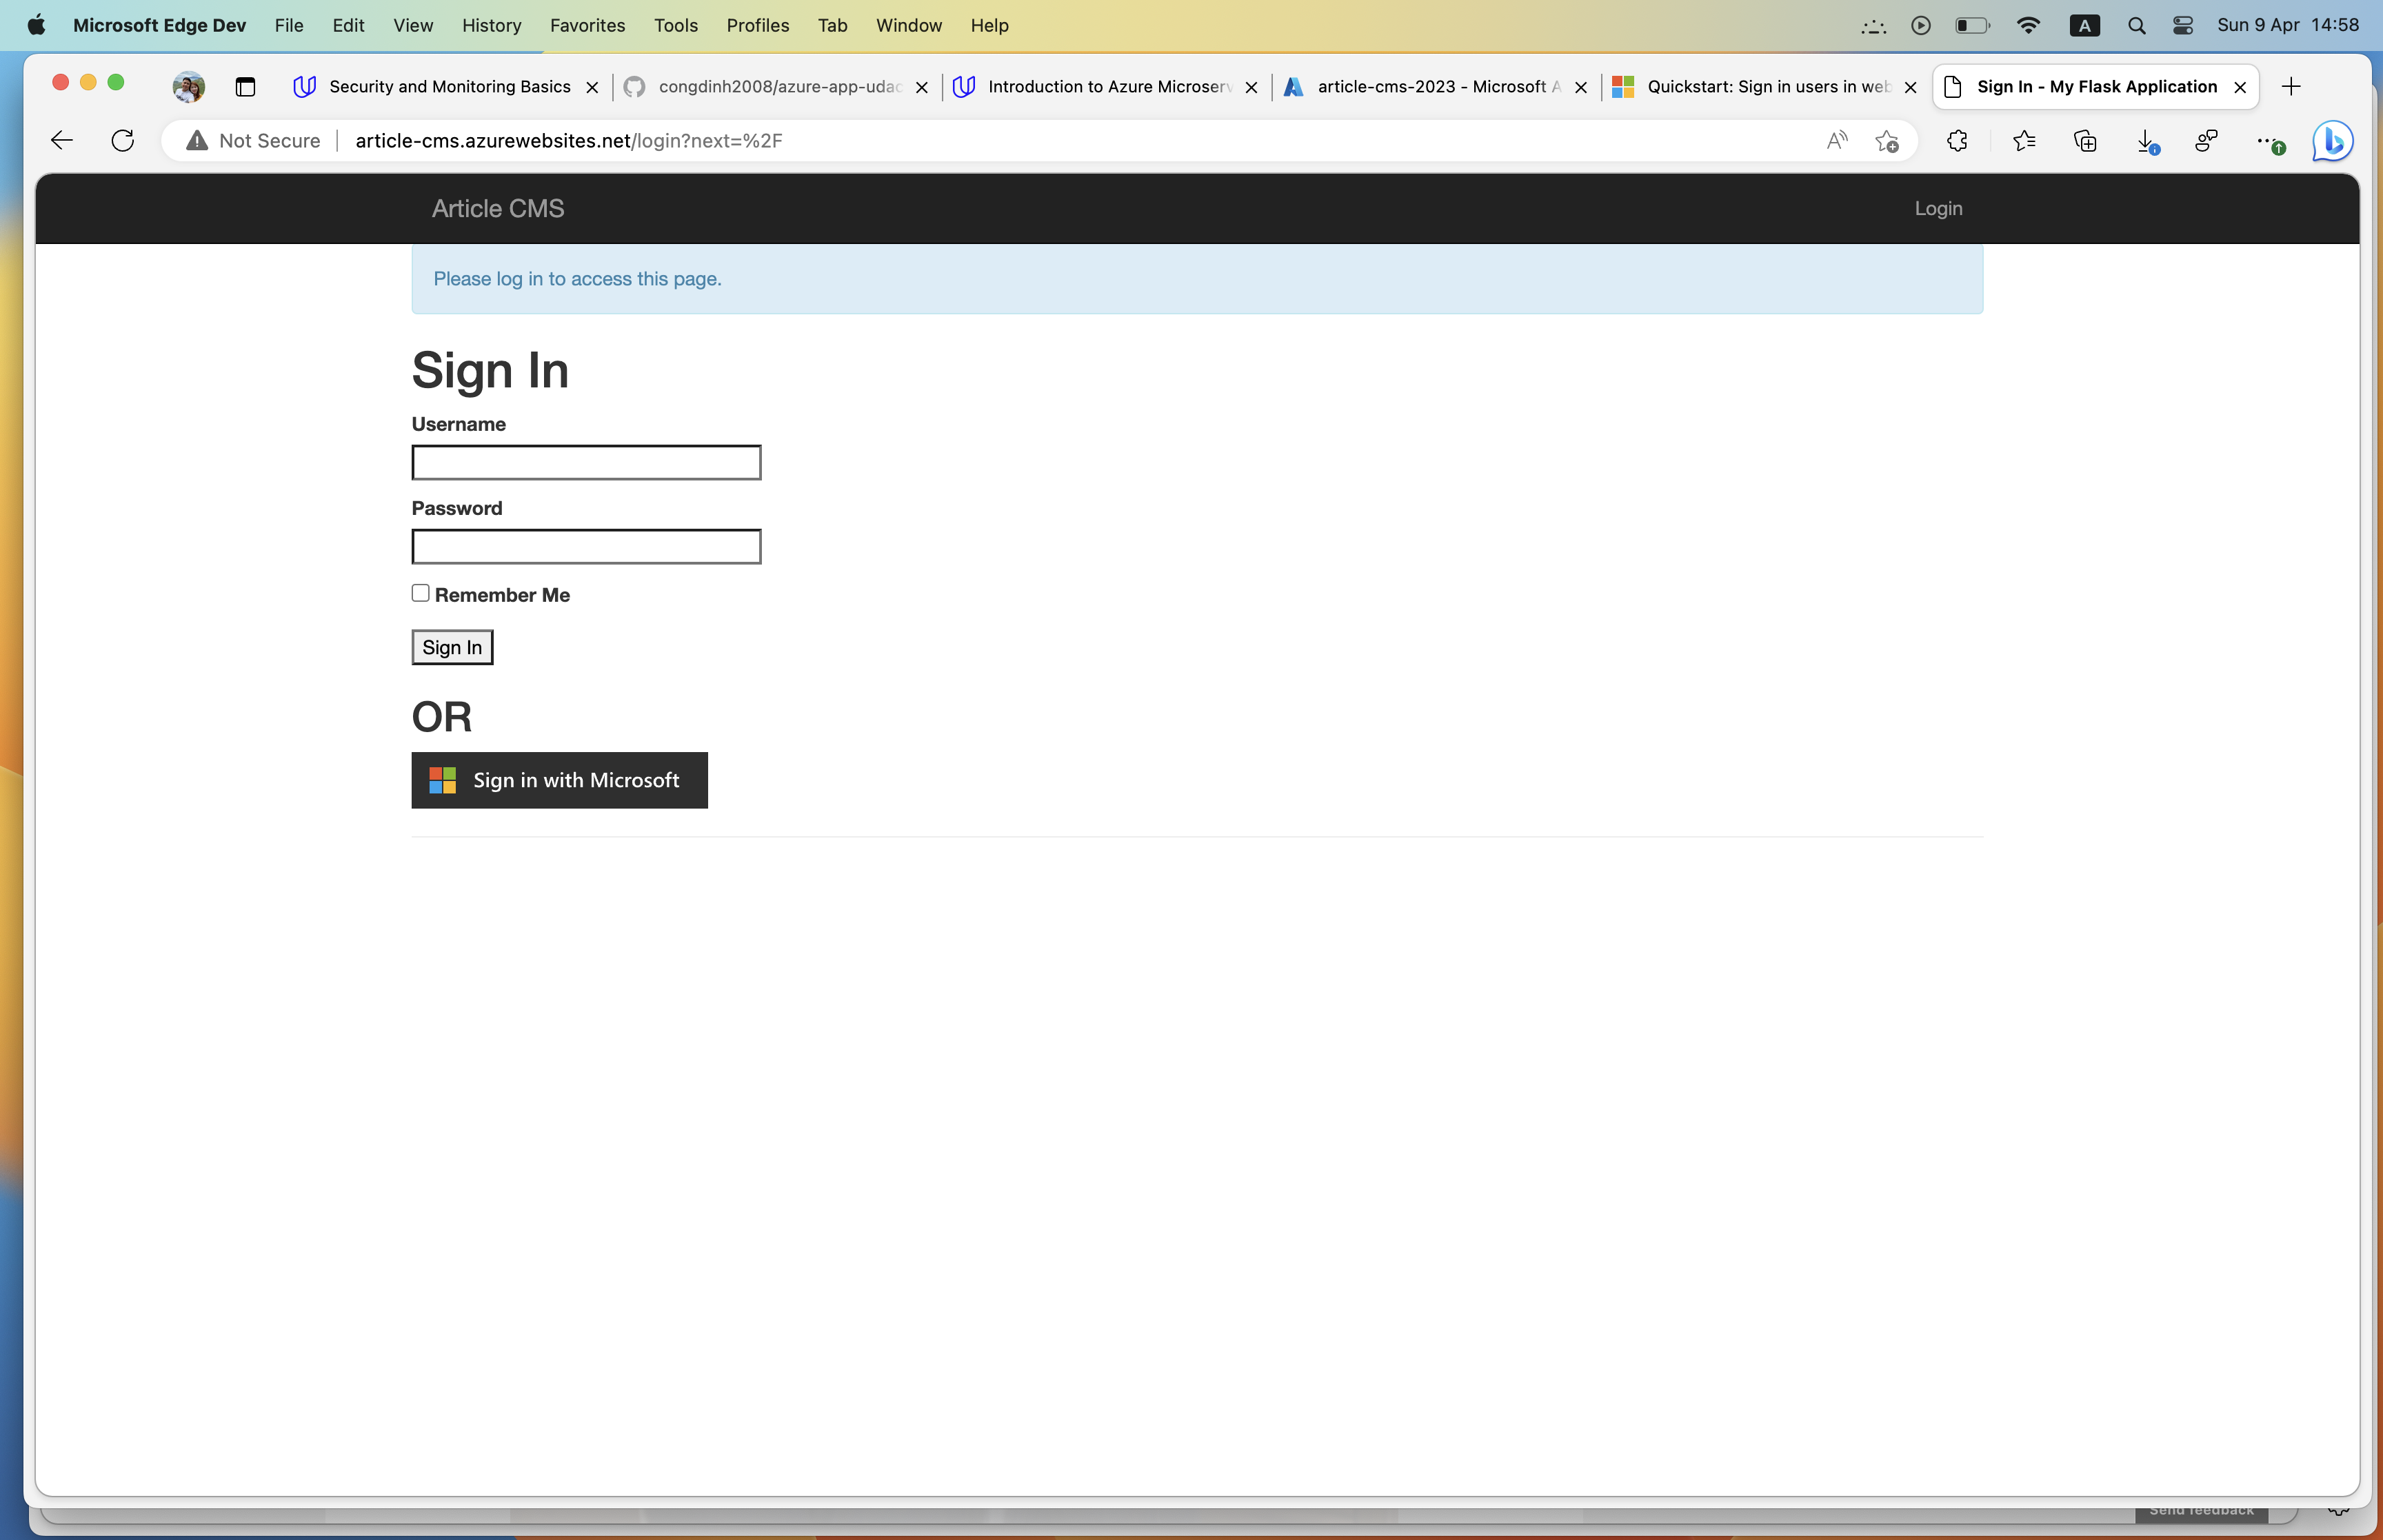 Microsoft Edge Dev File Edit View History Favorites Tools Profiles Tab Window Help A Sun 9 Apr 14:58
Security and Monitoring Basics congdinh2008/azure-app-udac Introduction to Azure Microserv article-cms-2023 - Microsoft A Quickstart: Sign in users in web Sign In - My Flask Application
Not Secure article-cms.azurewebsites.net/login?next=%2F
Article CMS Login
Please log in to access this page.
Sign In
Username
Password
Remember Me
Sign In
OR
Sign in with Microsoft
Send feedback